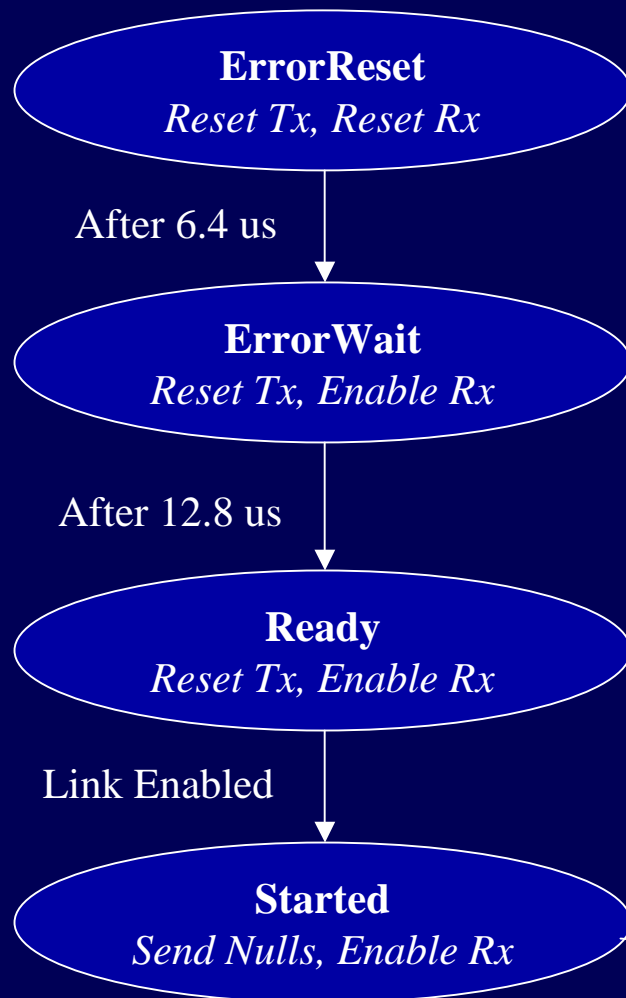 ErrorReset
Reset Tx, Reset Rx
After 6.4 us
ErrorWait
Reset Tx, Enable Rx
After 12.8 us
Ready
Reset Tx, Enable Rx
Link Enabled
Started
Send Nulls, Enable Rx